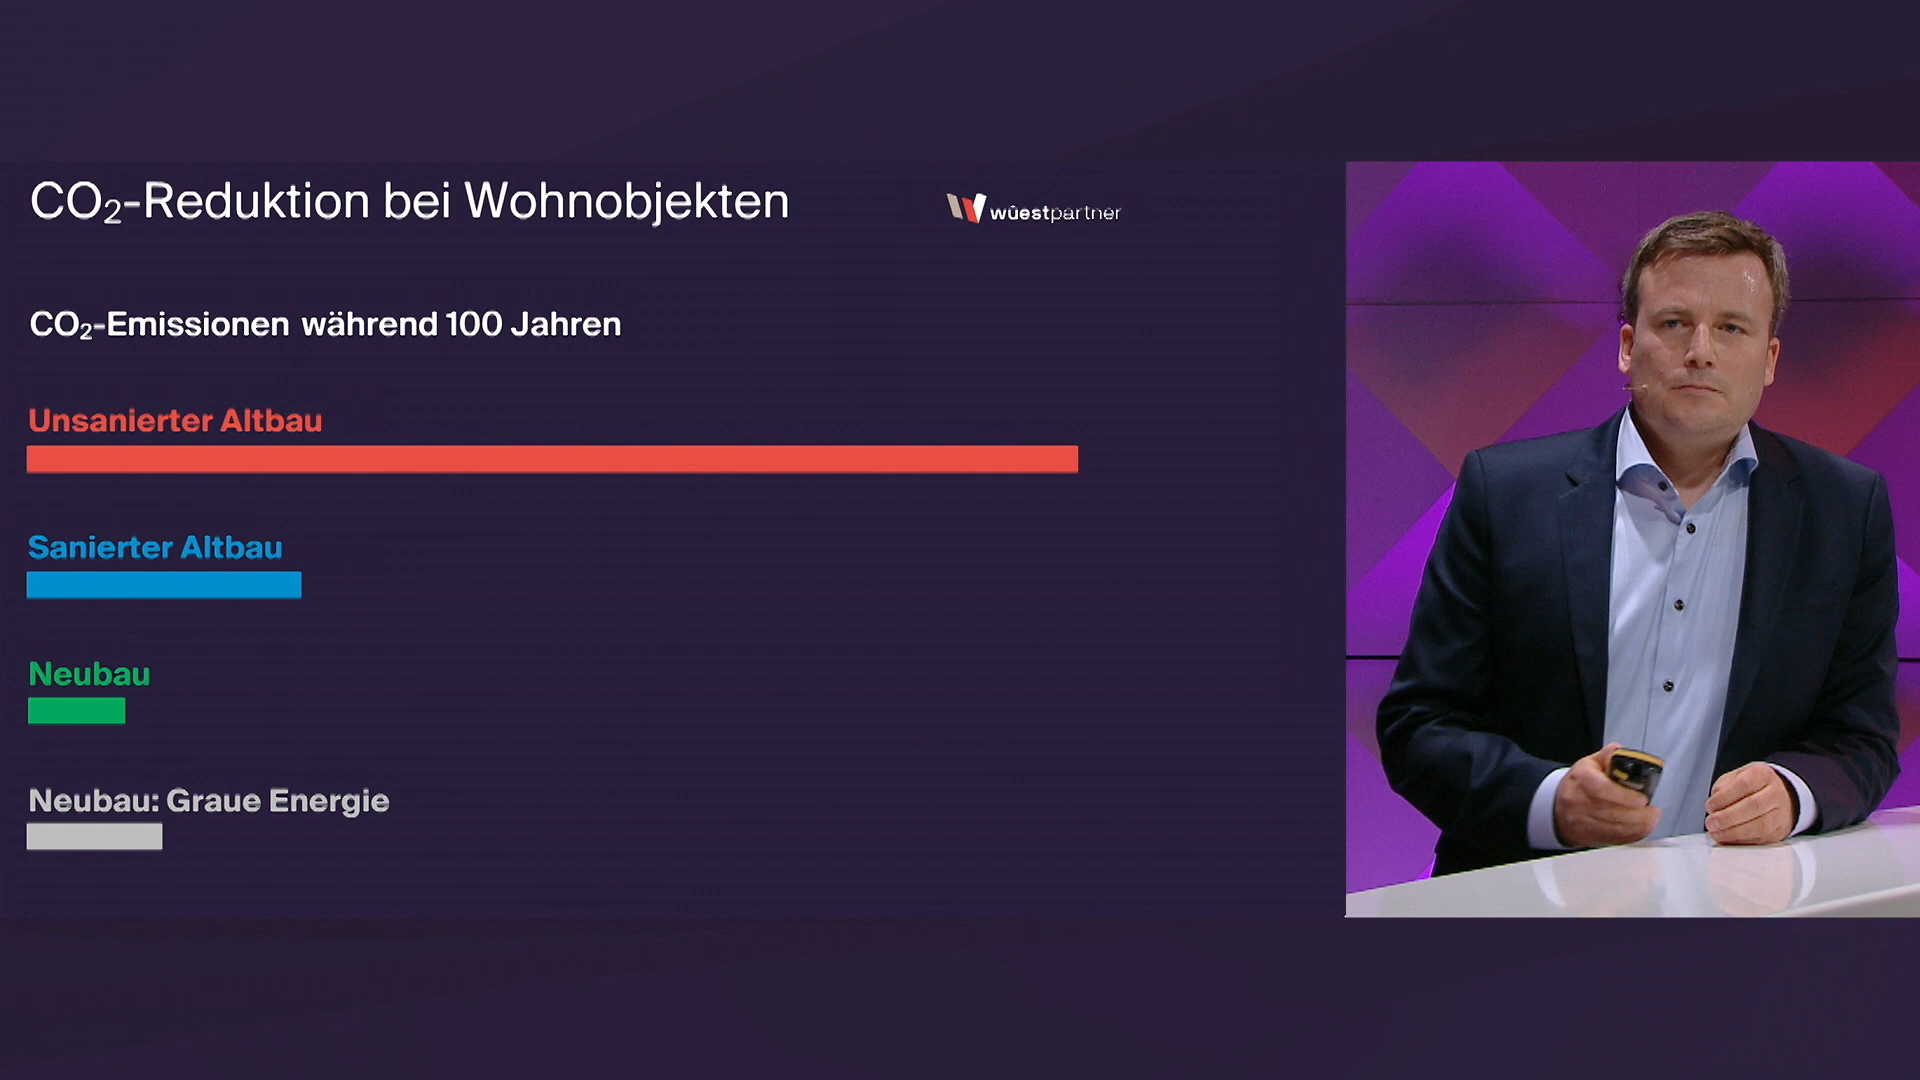 CO₂-Reduktion bei Wohnobjekten
wüestpartner
CO₂-Emissionen während 100 Jahren
Unsanierter Altbau
Sanierter Altbau
Neubau
Neubau: Graue Energie